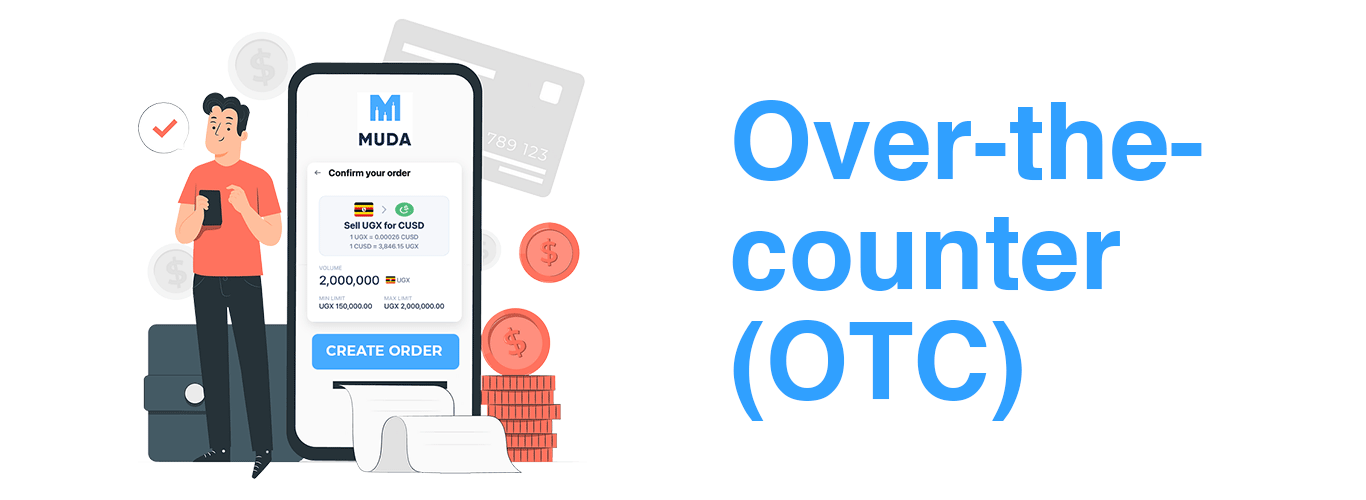 MUDA
← Confirm your order
Sell UGX for CUSD
1 UGX = 0.00026 CUSD
1 CUSD = 3,846.15 UGX
VOLUME
2,000,000 UGX
MIN LIMIT MAX LIMIT
UGX 150,000.00 UGX 2,000,000.00
CREATE ORDER
789 123
$
$
$
$
Over-the-
counter
(OTC)